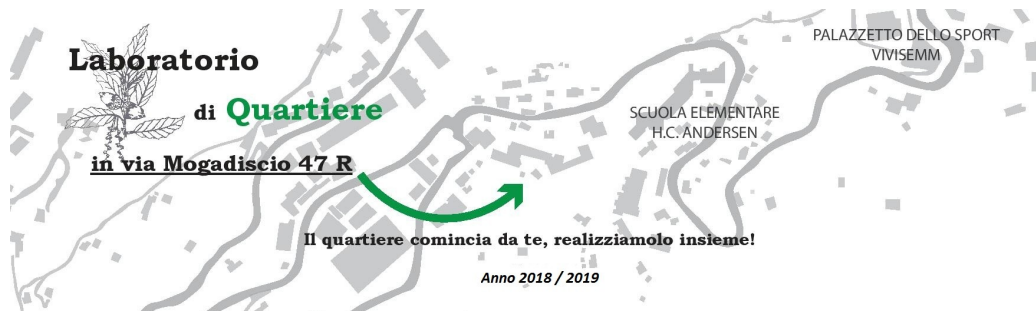 Laboratorio
di Quartiere
in via Mogadiscio 47 R
PALAZZETTO DELLO SPORT
VIVISEMM
SCUOLA ELEMENTARE
H.C. ANDERSEN
Il quartiere comincia da te, realizziamolo insieme!
Anno 2018 / 2019